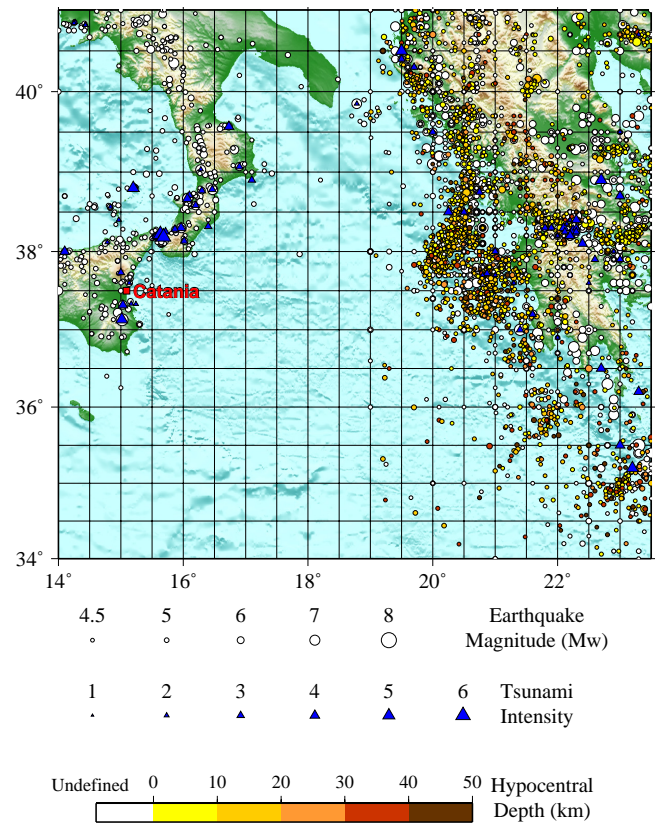 40°
38°
Catania
36°
34°
14° 16° 18° 20° 22°
4.5 5 6 7 8 Earthquake
Magnitude (Mw)
1 2 3 4 5 6 Tsunami
Intensity
Undefined 0 10 20 30 50 Hypocentral
Depth (km)